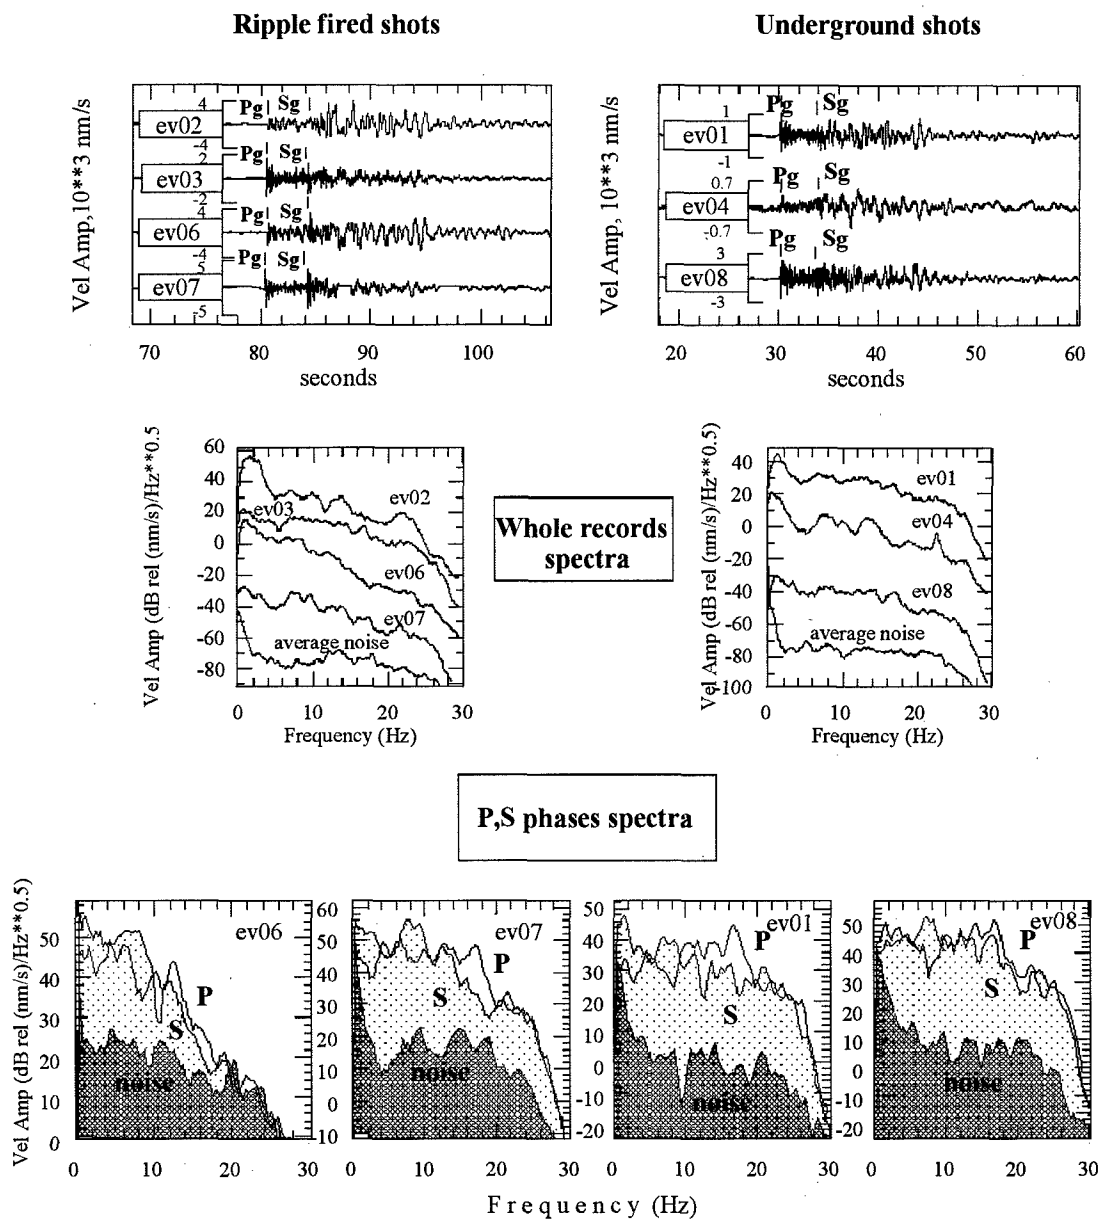 Ripple fired shots
Underground shots
Vel Amp,10**3 nm/s
ev02
4
-4
Pg
Sg
ev03
2
-2
Pg
Sg
ev06
4
-4
Pg
Sg
ev07
5
-5
Pg
Sg
70
80
90
100
seconds
Vel Amp, 10**3 nm/s
ev01
1
-1
Pg
Sg
ev04
0.7
-0.7
Pg
Sg
ev08
3
-3
Pg
Sg
20
30
40
50
60
seconds
Vel Amp (dB rel (nm/s)/Hz**0.5
60
40
20
0
-20
-40
-60
-80
ev02
ev03
ev06
ev07
average noise
0
10
20
30
Frequency (Hz)
Whole records
spectra
Vel Amp (dB rel (nm/s)/Hz**0.5)
40
20
0
-20
-40
-60
-80
-100
ev01
ev04
ev08
average noise
0
10
20
30
Frequency (Hz)
P,S phases spectra
Vel Amp (dB rel (nm/s)/Hz**0.5)
50
40
30
20
10
0
ev06
P
S
noise
0
10
20
30
60
50
40
30
20
10
0
10
ev07
P
S
noise
0
10
20
30
50
40
30
20
10
0
-10
-20
ev01
P
S
noise
0
10
20
30
50
40
30
20
10
0
-10
-20
ev08
P
S
noise
0
10
20
30
Frequency (Hz)